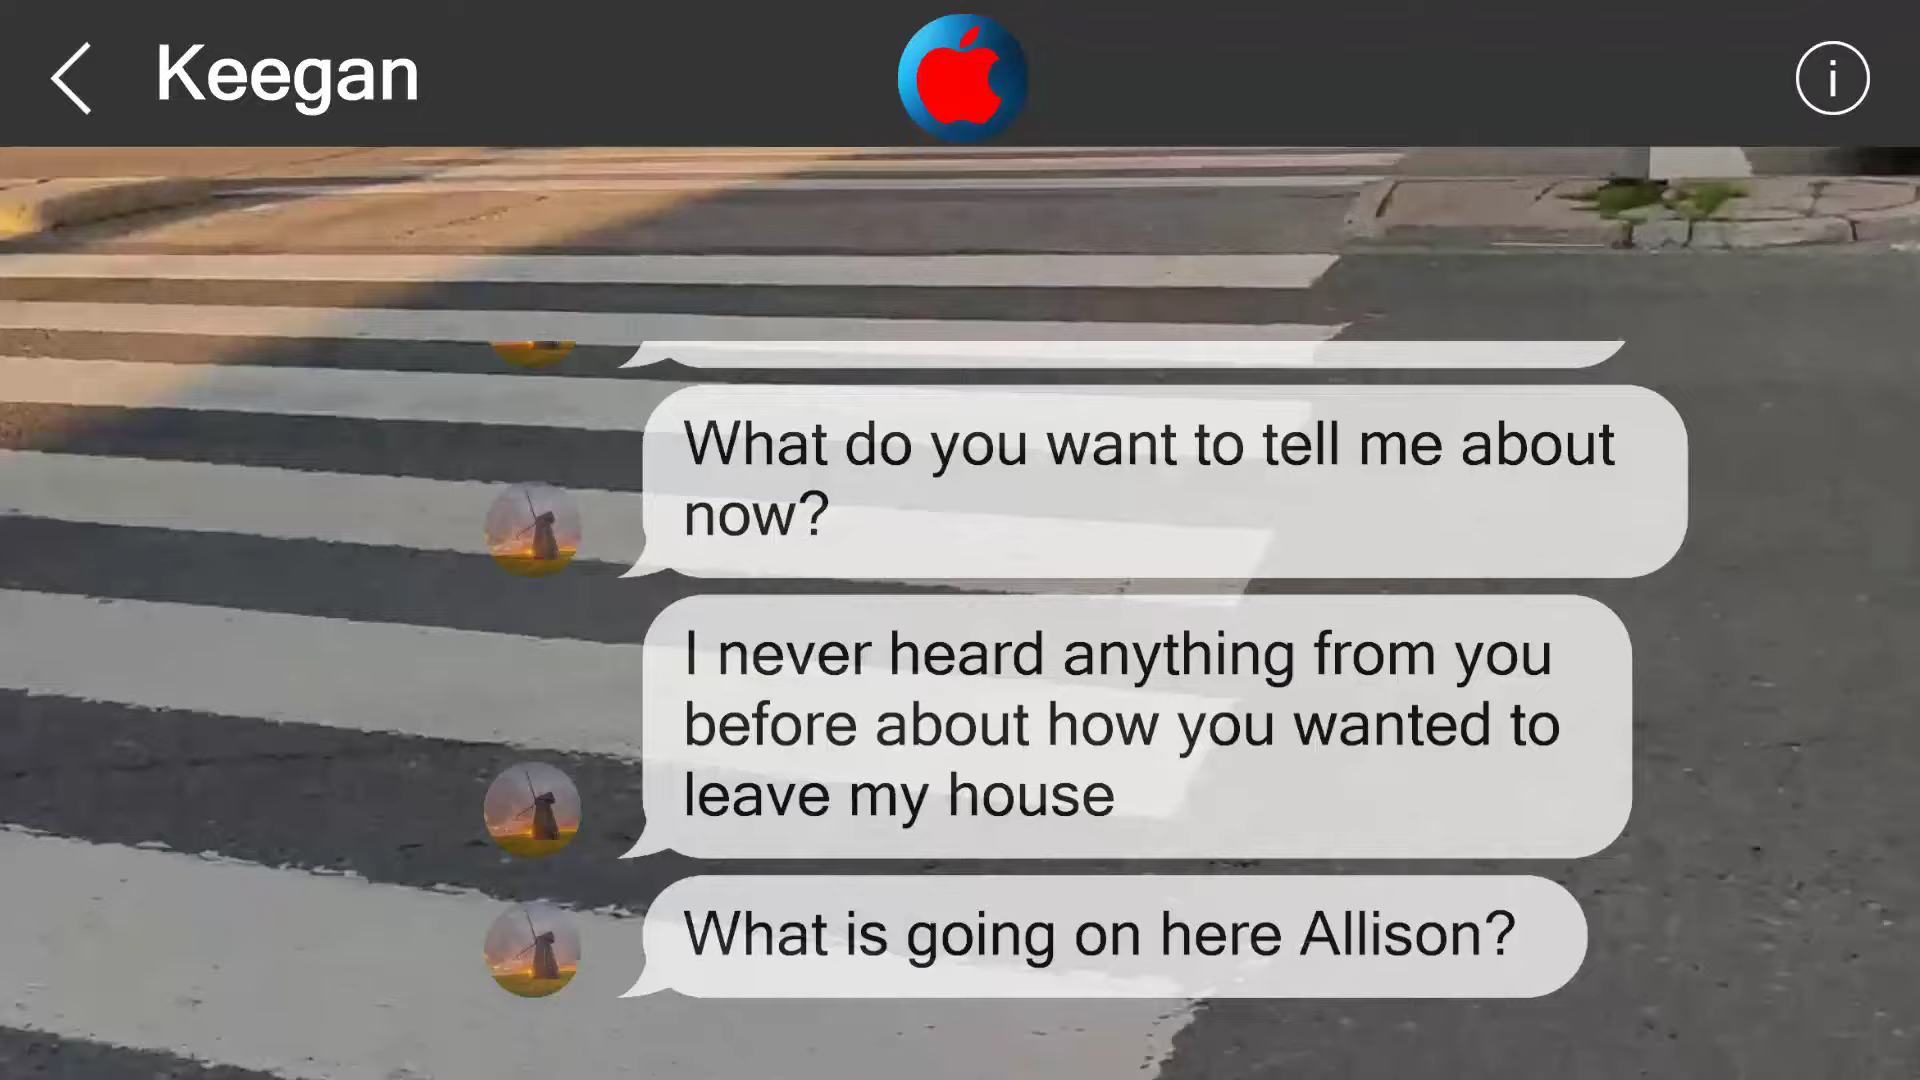 Keegan
i
What do you want to tell me about
now?
I never heard anything from you
before about how you wanted to
leave my house
What is going on here Allison?